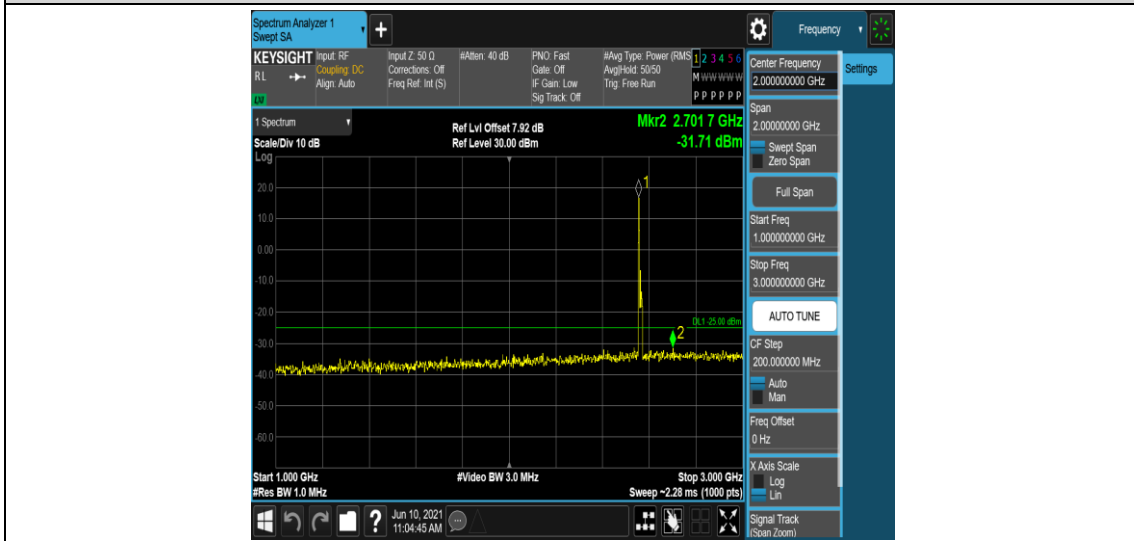 Spectrum Analyzer 1
Swept SA
+
Frequency
KEYSIGHT
RL
Input: RF
Coupling: DC
Align: Auto
Input Z: 50 Ω
Corrections: Off
Freq Ref: Int (S)
#Atten: 40 dB
PNO: Fast
Gate: Off
IF Gain: Low
Sig Track: Off
#Avg Type: Power (RMS
Avg|Hold: 50/50
Trig: Free Run
1 2 3 4 5 6
M W W W W W
P P P P P P
1 Spectrum
Scale/Div 10 dB
Ref Lvl Offset 7.92 dB
Ref Level 30.00 dBm
Mkr2 2.701 7 GHz
-31.71 dBm
Log
20.0
10.0
0.00
-10.0
-20.0
-30.0
-40.0
-50.0
-60.0
1
DL1 -25.00 dBm
2
Start 1.000 GHz
#Res BW 1.0 MHz
#Video BW 3.0 MHz
Stop 3.000 GHz
Sweep ~2.28 ms (1000 pts)
Center Frequency
2.000000000 GHz
Settings
Span
2.00000000 GHz
Swept Span
Zero Span
Full Span
Start Freq
1.000000000 GHz
Stop Freq
3.000000000 GHz
AUTO TUNE
CF Step
200.000000 MHz
Auto
Man
Freq Offset
0 Hz
X Axis Scale
Log
Lin
Signal Track
(Span Zoom)
?
Jun 10, 2021
11:04:45 AM